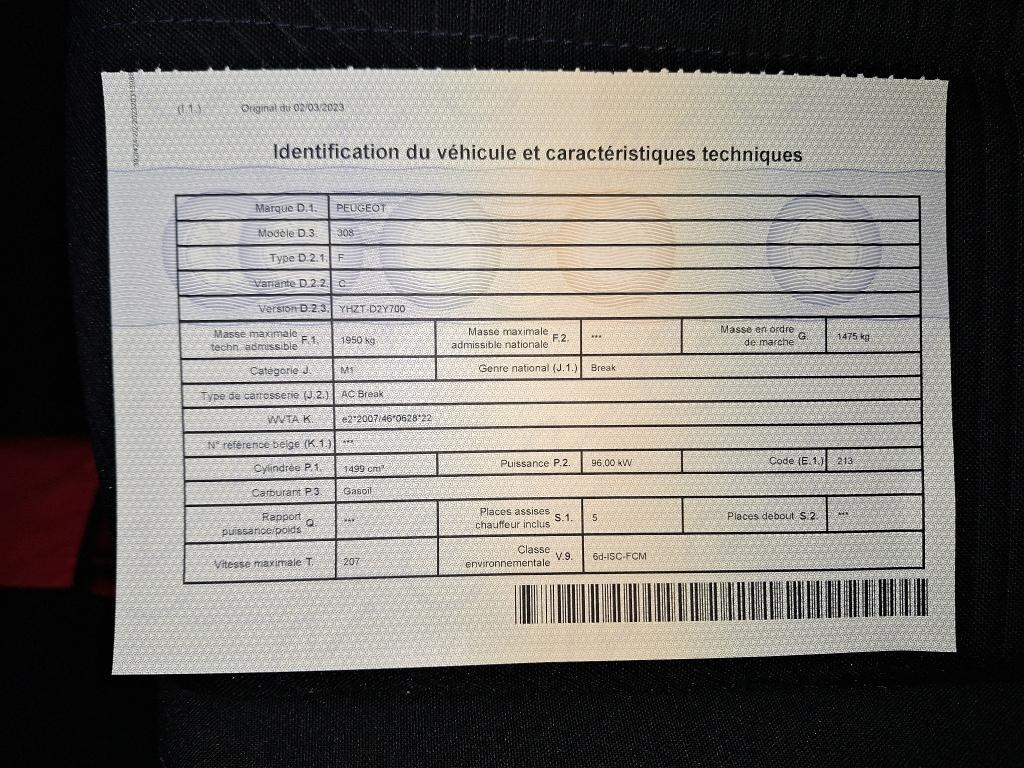 (I.1.) Original du 02/03/2023
Identification du véhicule et caractéristiques techniques
Marque D.1. PEUGEOT
Modèle D.3. 308
Type D.2.1. F
Variante D.2.2. C
Version D.2.3. YHZT-D2Y700
Masse maximale techn. admissible F.1. 1950 kg Masse maximale admissible nationale F.2. *** Masse en ordre de marche G. 1475 kg
Catégorie J. M1 Genre national (J.1.) Break
Type de carrosserie (J.2.) AC Break
WVTA K. e2*2007/46*0628*22
N° référence belge (K.1.) ***
Cylindrée P.1. 1499 cm³ Puissance P.2. 96,00 kW Code (E.1.) 213
Carburant P.3. Gasoil
Rapport puissance/poids Q. *** Places assises chauffeur inclus S.1. 5 Places debout S.2. ***
Vitesse maximale T. 207 Classe environnementale V.9. 6d-ISC-FCM